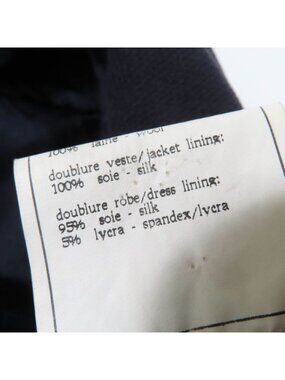 100% laine - wool
doublure veste/jacket lining:
100% soie - silk
doublure robe/dress lining:
95% soie - silk
5% lycra - spandex/lycra